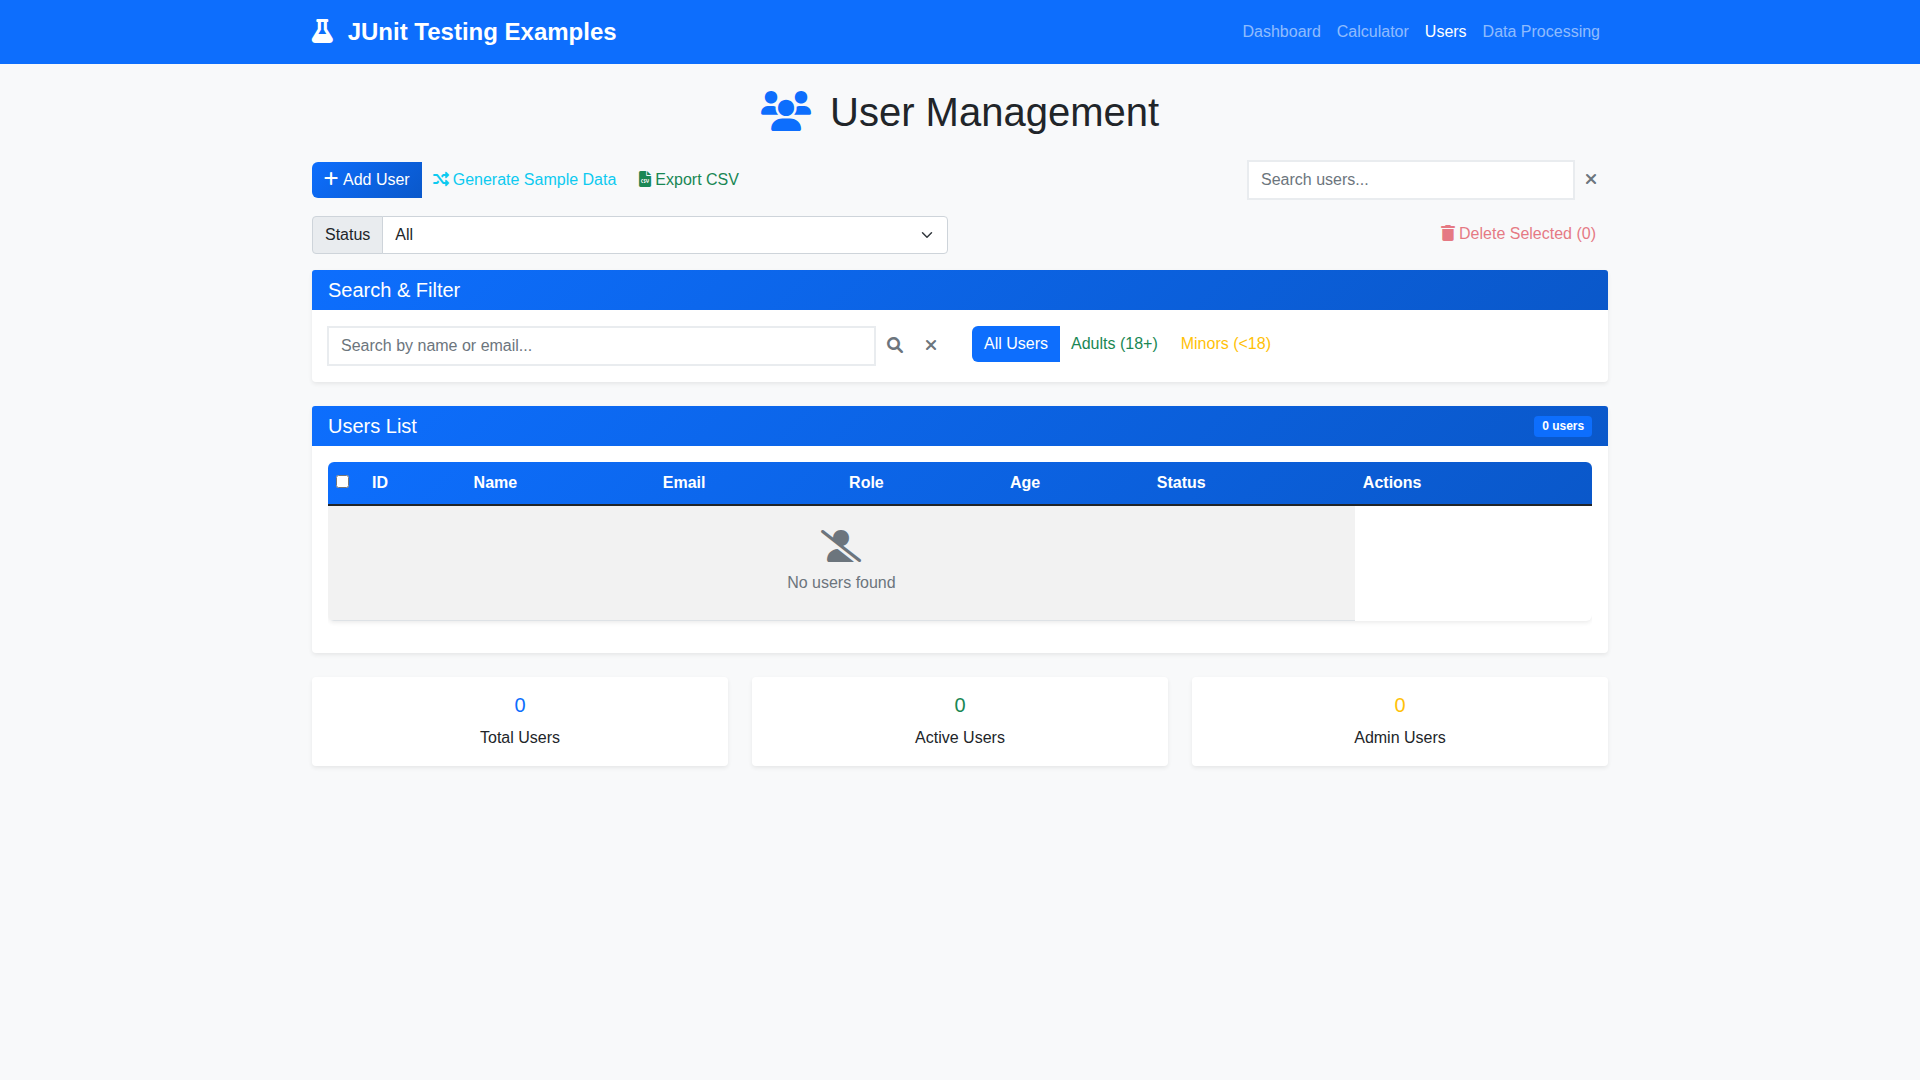 JUnit Testing Examples
Dashboard Calculator Users Data Processing
User Management
Add User Generate Sample Data Export CSV
Search users...
Status All
Delete Selected (0)
Search & Filter
Search by name or email...
All Users Adults (18+) Minors (<18)
Users List
0 users
ID Name Email Role Age Status Actions
No users found
0
Total Users
0
Active Users
0
Admin Users